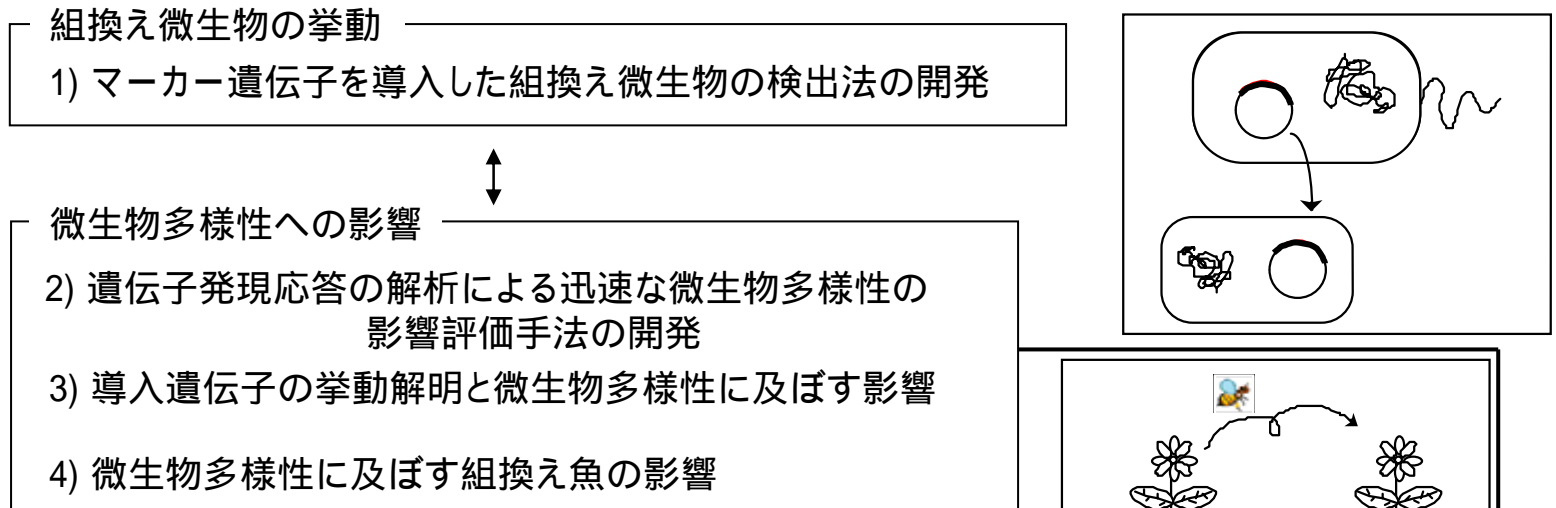 組換え微生物の挙動
1) マーカー遺伝子を導入した組換え微生物の検出法の開発
微生物多様性への影響
2) 遺伝子発現応答の解析による迅速な微生物多様性の
影響評価手法の開発
3) 導入遺伝子の挙動解明と微生物多様性に及ぼす影響
4) 微生物多様性に及ぼす組換え魚の影響